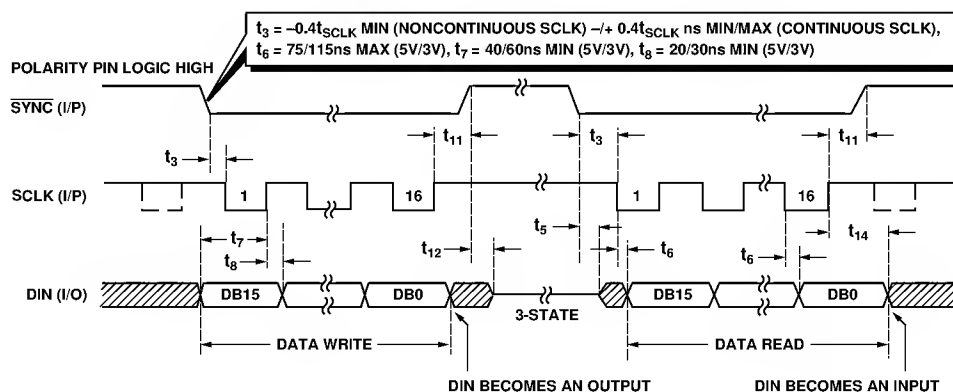 t3 = –0.4tSCLK MIN (NONCONTINUOUS SCLK) –/+ 0.4tSCLK ns MIN/MAX (CONTINUOUS SCLK),
t6 = 75/115ns MAX (5V/3V), t7 = 40/60ns MIN (5V/3V), t8 = 20/30ns MIN (5V/3V)
POLARITY PIN LOGIC HIGH
SYNC (I/P)
t3
t11
t3
t11
SCLK (I/P)
1
16
1
16
t7
t8
t12
t5
t6
t6
t14
DIN (I/O)
DB15
DB0
3-STATE
DB15
DB0
DATA WRITE
DATA READ
DIN BECOMES AN OUTPUT
DIN BECOMES AN INPUT